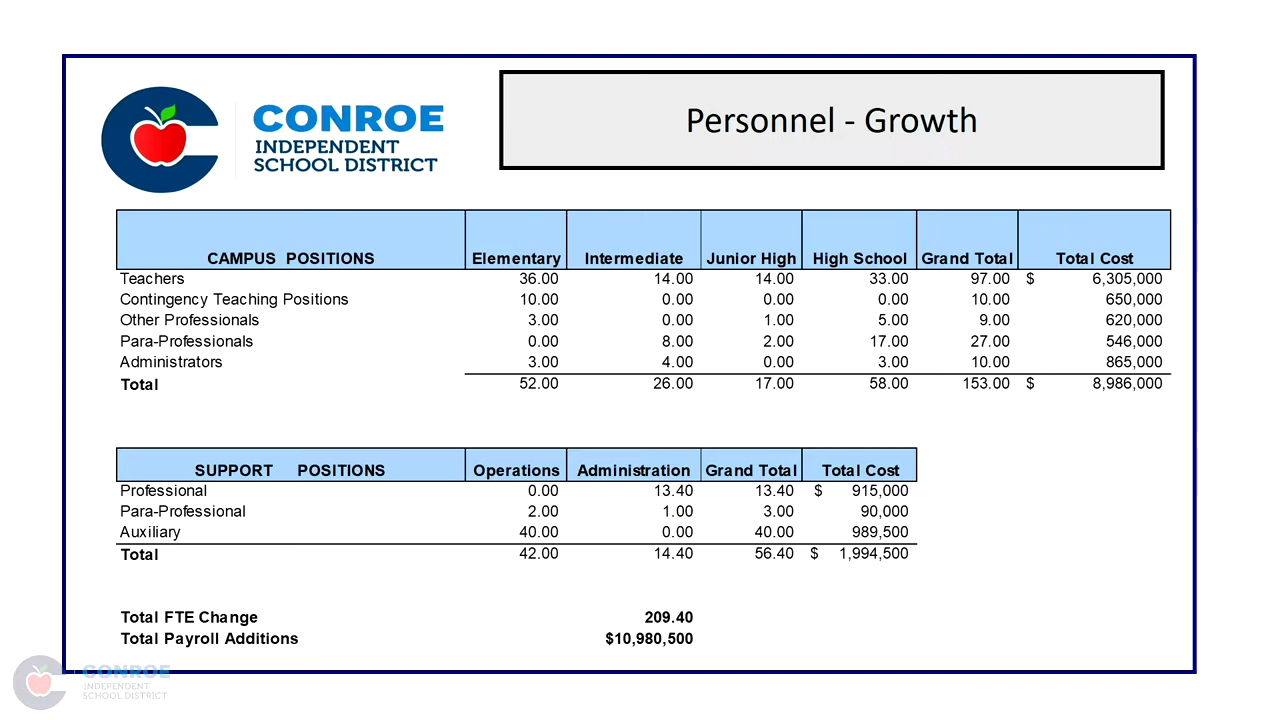 CONROE
INDEPENDENT
SCHOOL DISTRICT
Personnel - Growth
CAMPUS POSITIONS Elementary Intermediate Junior High High School Grand Total Total Cost
Teachers 36.00 14.00 14.00 33.00 97.00 $ 6,305,000
Contingency Teaching Positions 10.00 0.00 0.00 0.00 10.00 650,000
Other Professionals 3.00 0.00 1.00 5.00 9.00 620,000
Para-Professionals 0.00 8.00 2.00 17.00 27.00 546,000
Administrators 3.00 4.00 0.00 3.00 10.00 865,000
Total 52.00 26.00 17.00 58.00 153.00 $ 8,986,000
SUPPORT POSITIONS Operations Administration Grand Total Total Cost
Professional 0.00 13.40 13.40 $ 915,000
Para-Professional 2.00 1.00 3.00 90,000
Auxiliary 40.00 0.00 40.00 989,500
Total 42.00 14.40 56.40 $ 1,994,500
Total FTE Change 209.40
Total Payroll Additions $10,980,500
CONROE
INDEPENDENT
SCHOOL DISTRICT